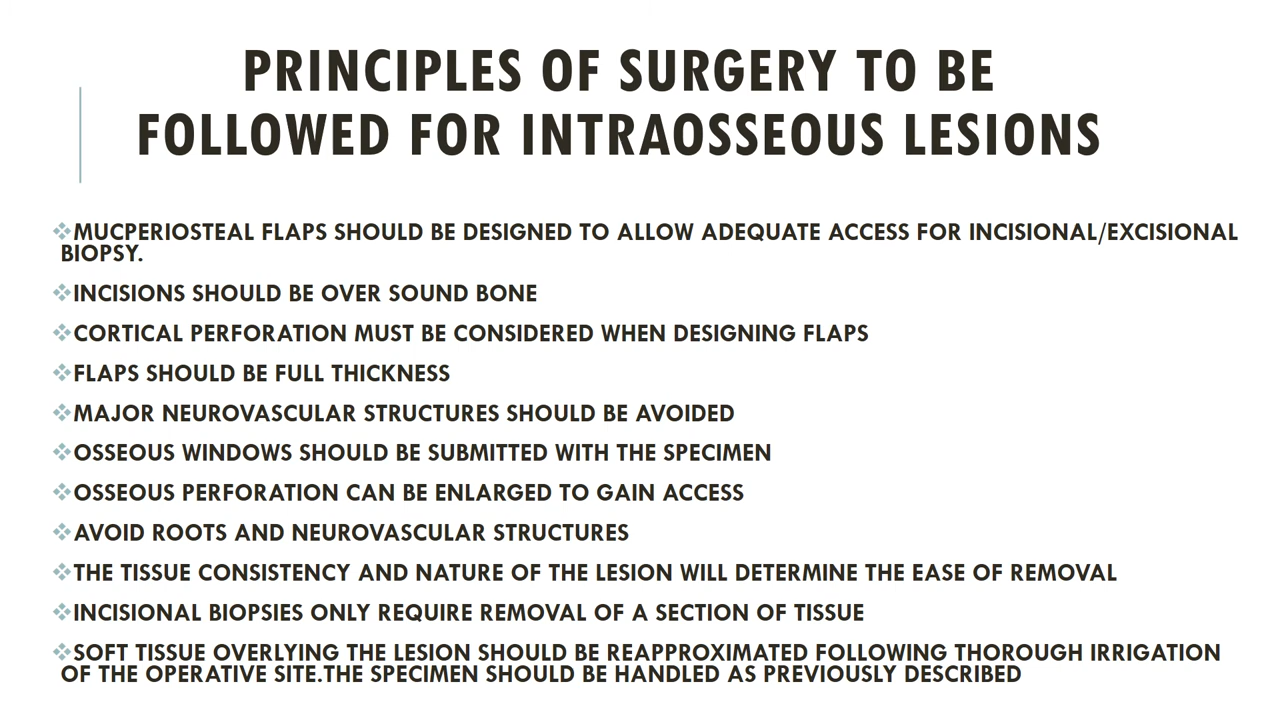 PRINCIPLES OF SURGERY TO BE
FOLLOWED FOR INTRAOSSEOUS LESIONS
❖MUCPERIOSTEAL FLAPS SHOULD BE DESIGNED TO ALLOW ADEQUATE ACCESS FOR INCISIONAL/EXCISIONAL
BIOPSY.
❖INCISIONS SHOULD BE OVER SOUND BONE
❖CORTICAL PERFORATION MUST BE CONSIDERED WHEN DESIGNING FLAPS
❖FLAPS SHOULD BE FULL THICKNESS
❖MAJOR NEUROVASCULAR STRUCTURES SHOULD BE AVOIDED
❖OSSEOUS WINDOWS SHOULD BE SUBMITTED WITH THE SPECIMEN
❖OSSEOUS PERFORATION CAN BE ENLARGED TO GAIN ACCESS
❖AVOID ROOTS AND NEUROVASCULAR STRUCTURES
❖THE TISSUE CONSISTENCY AND NATURE OF THE LESION WILL DETERMINE THE EASE OF REMOVAL
❖INCISIONAL BIOPSIES ONLY REQUIRE REMOVAL OF A SECTION OF TISSUE
❖SOFT TISSUE OVERLYING THE LESION SHOULD BE REAPPROXIMATED FOLLOWING THOROUGH IRRIGATION
OF THE OPERATIVE SITE.THE SPECIMEN SHOULD BE HANDLED AS PREVIOUSLY DESCRIBED